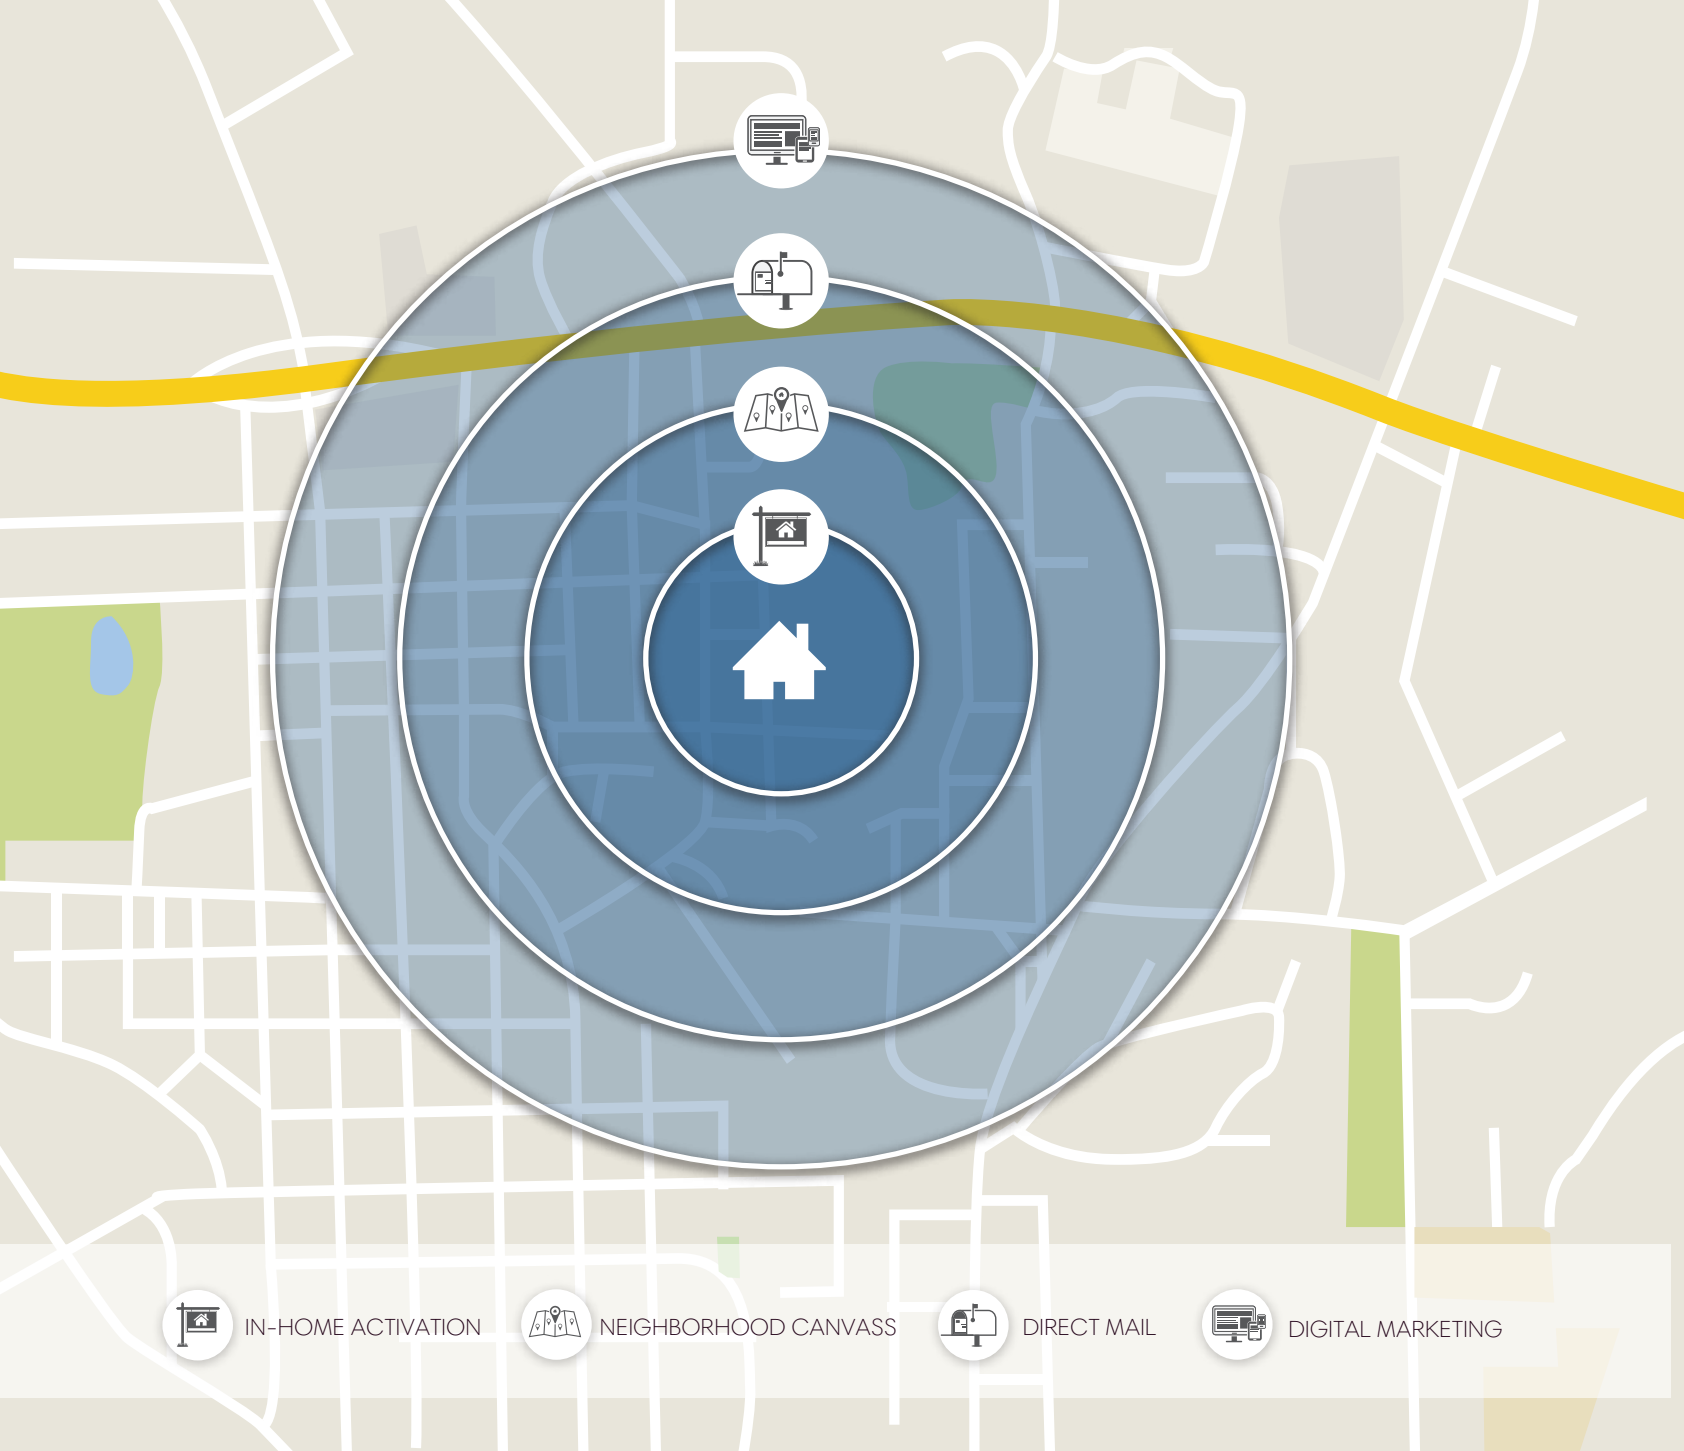 IN-HOME ACTIVATION
NEIGHBORHOOD CANVASS
DIRECT MAIL
DIGITAL MARKETING